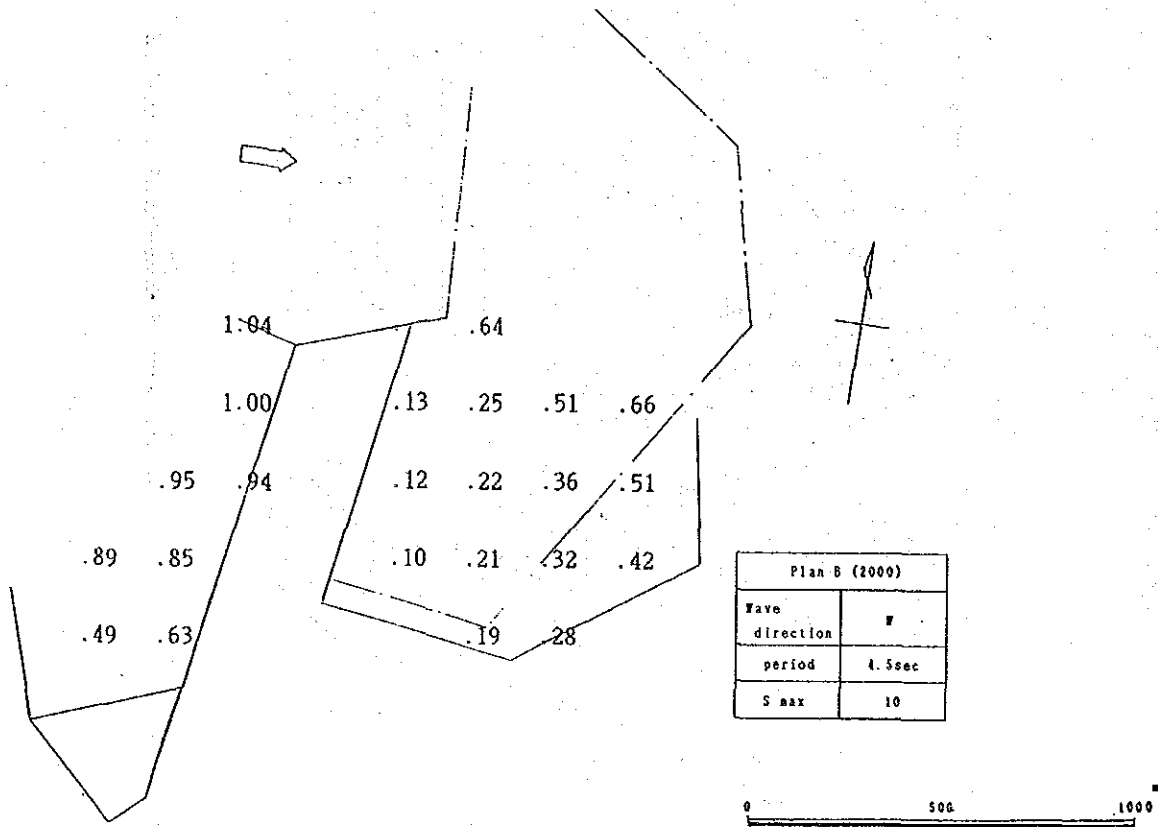 1.04 .64
1.00 .13 .25 .51 .66
.95 .94 .12 .22 .36 .51
.89 .85 .10 .21 .32 .42
.49 .63 .19 .28
Plan B (2000)
Wave direction W
period 4.5sec
S max 10
0 500 1000